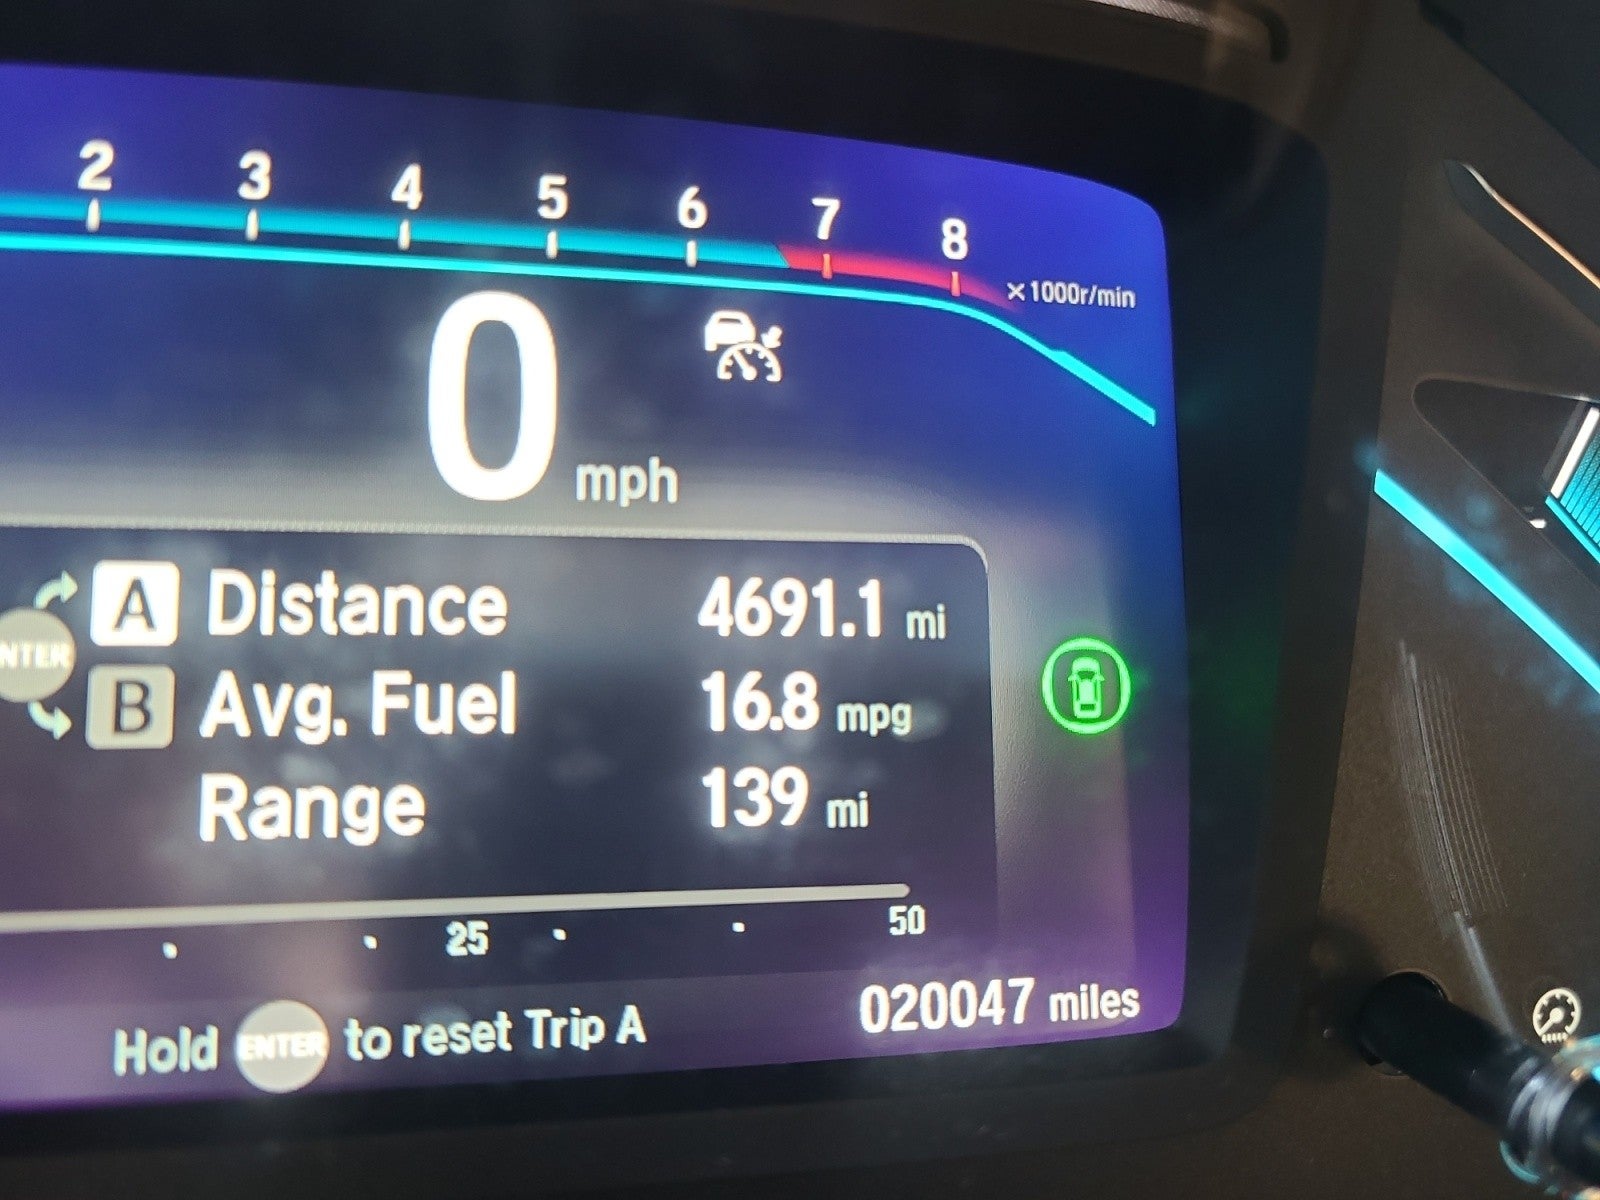 2 3 4 5 6 7 8
×1000r/min
0 mph
A Distance 4691.1 mi
NTER
B Avg. Fuel 16.8 mpg
Range 139 mi
25 50
Hold ENTER to reset Trip A
020047 miles